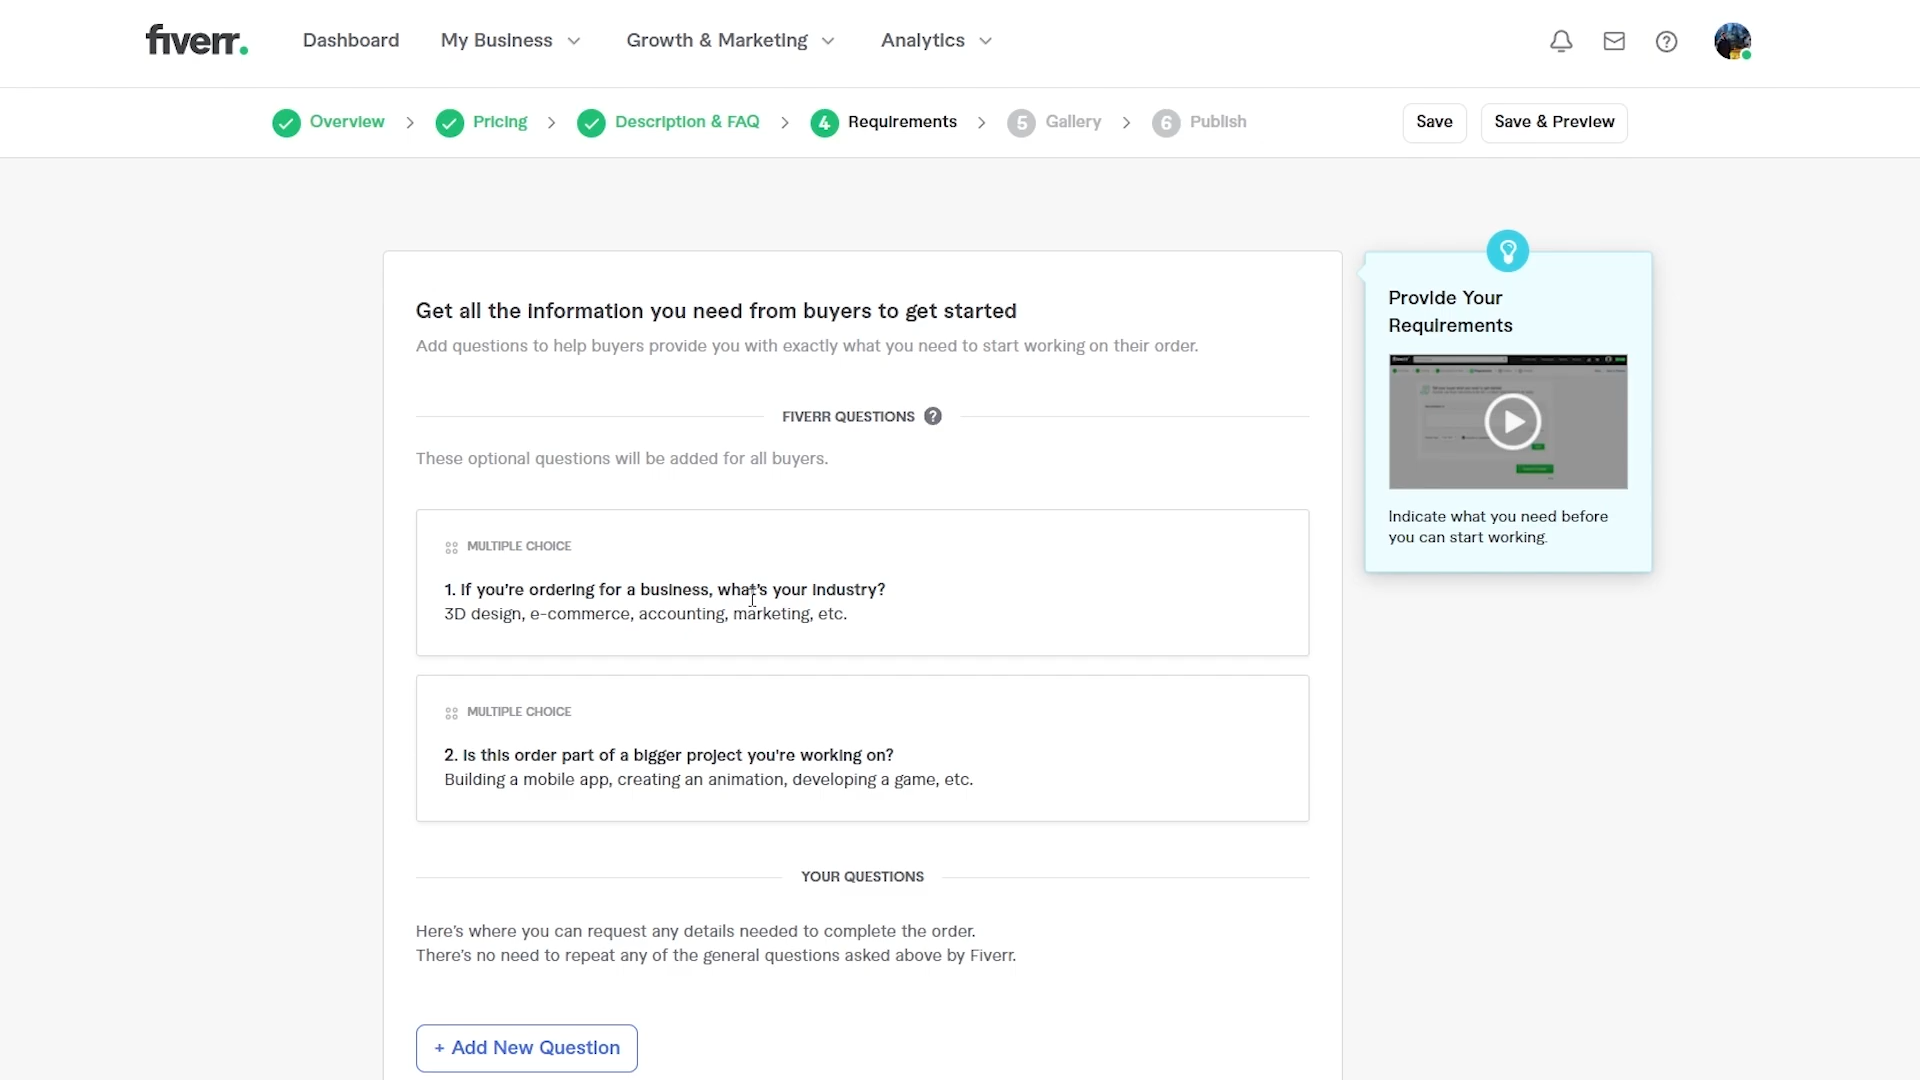 fiverr.
Dashboard
My Business
Growth & Marketing
Analytics
Overview
Pricing
Description & FAQ
4 Requirements
5 Gallery
6 Publish
Save
Save & Preview
Get all the information you need from buyers to get started
Add questions to help buyers provide you with exactly what you need to start working on their order.
FIVERR QUESTIONS ?
These optional questions will be added for all buyers.
MULTIPLE CHOICE
1. If you're ordering for a business, what's your industry?
3D design, e-commerce, accounting, marketing, etc.
MULTIPLE CHOICE
2. Is this order part of a bigger project you're working on?
Building a mobile app, creating an animation, developing a game, etc.
YOUR QUESTIONS
Here's where you can request any details needed to complete the order.
There's no need to repeat any of the general questions asked above by Fiverr.
+ Add New Question
Provide Your
Requirements
Indicate what you need before
you can start working.